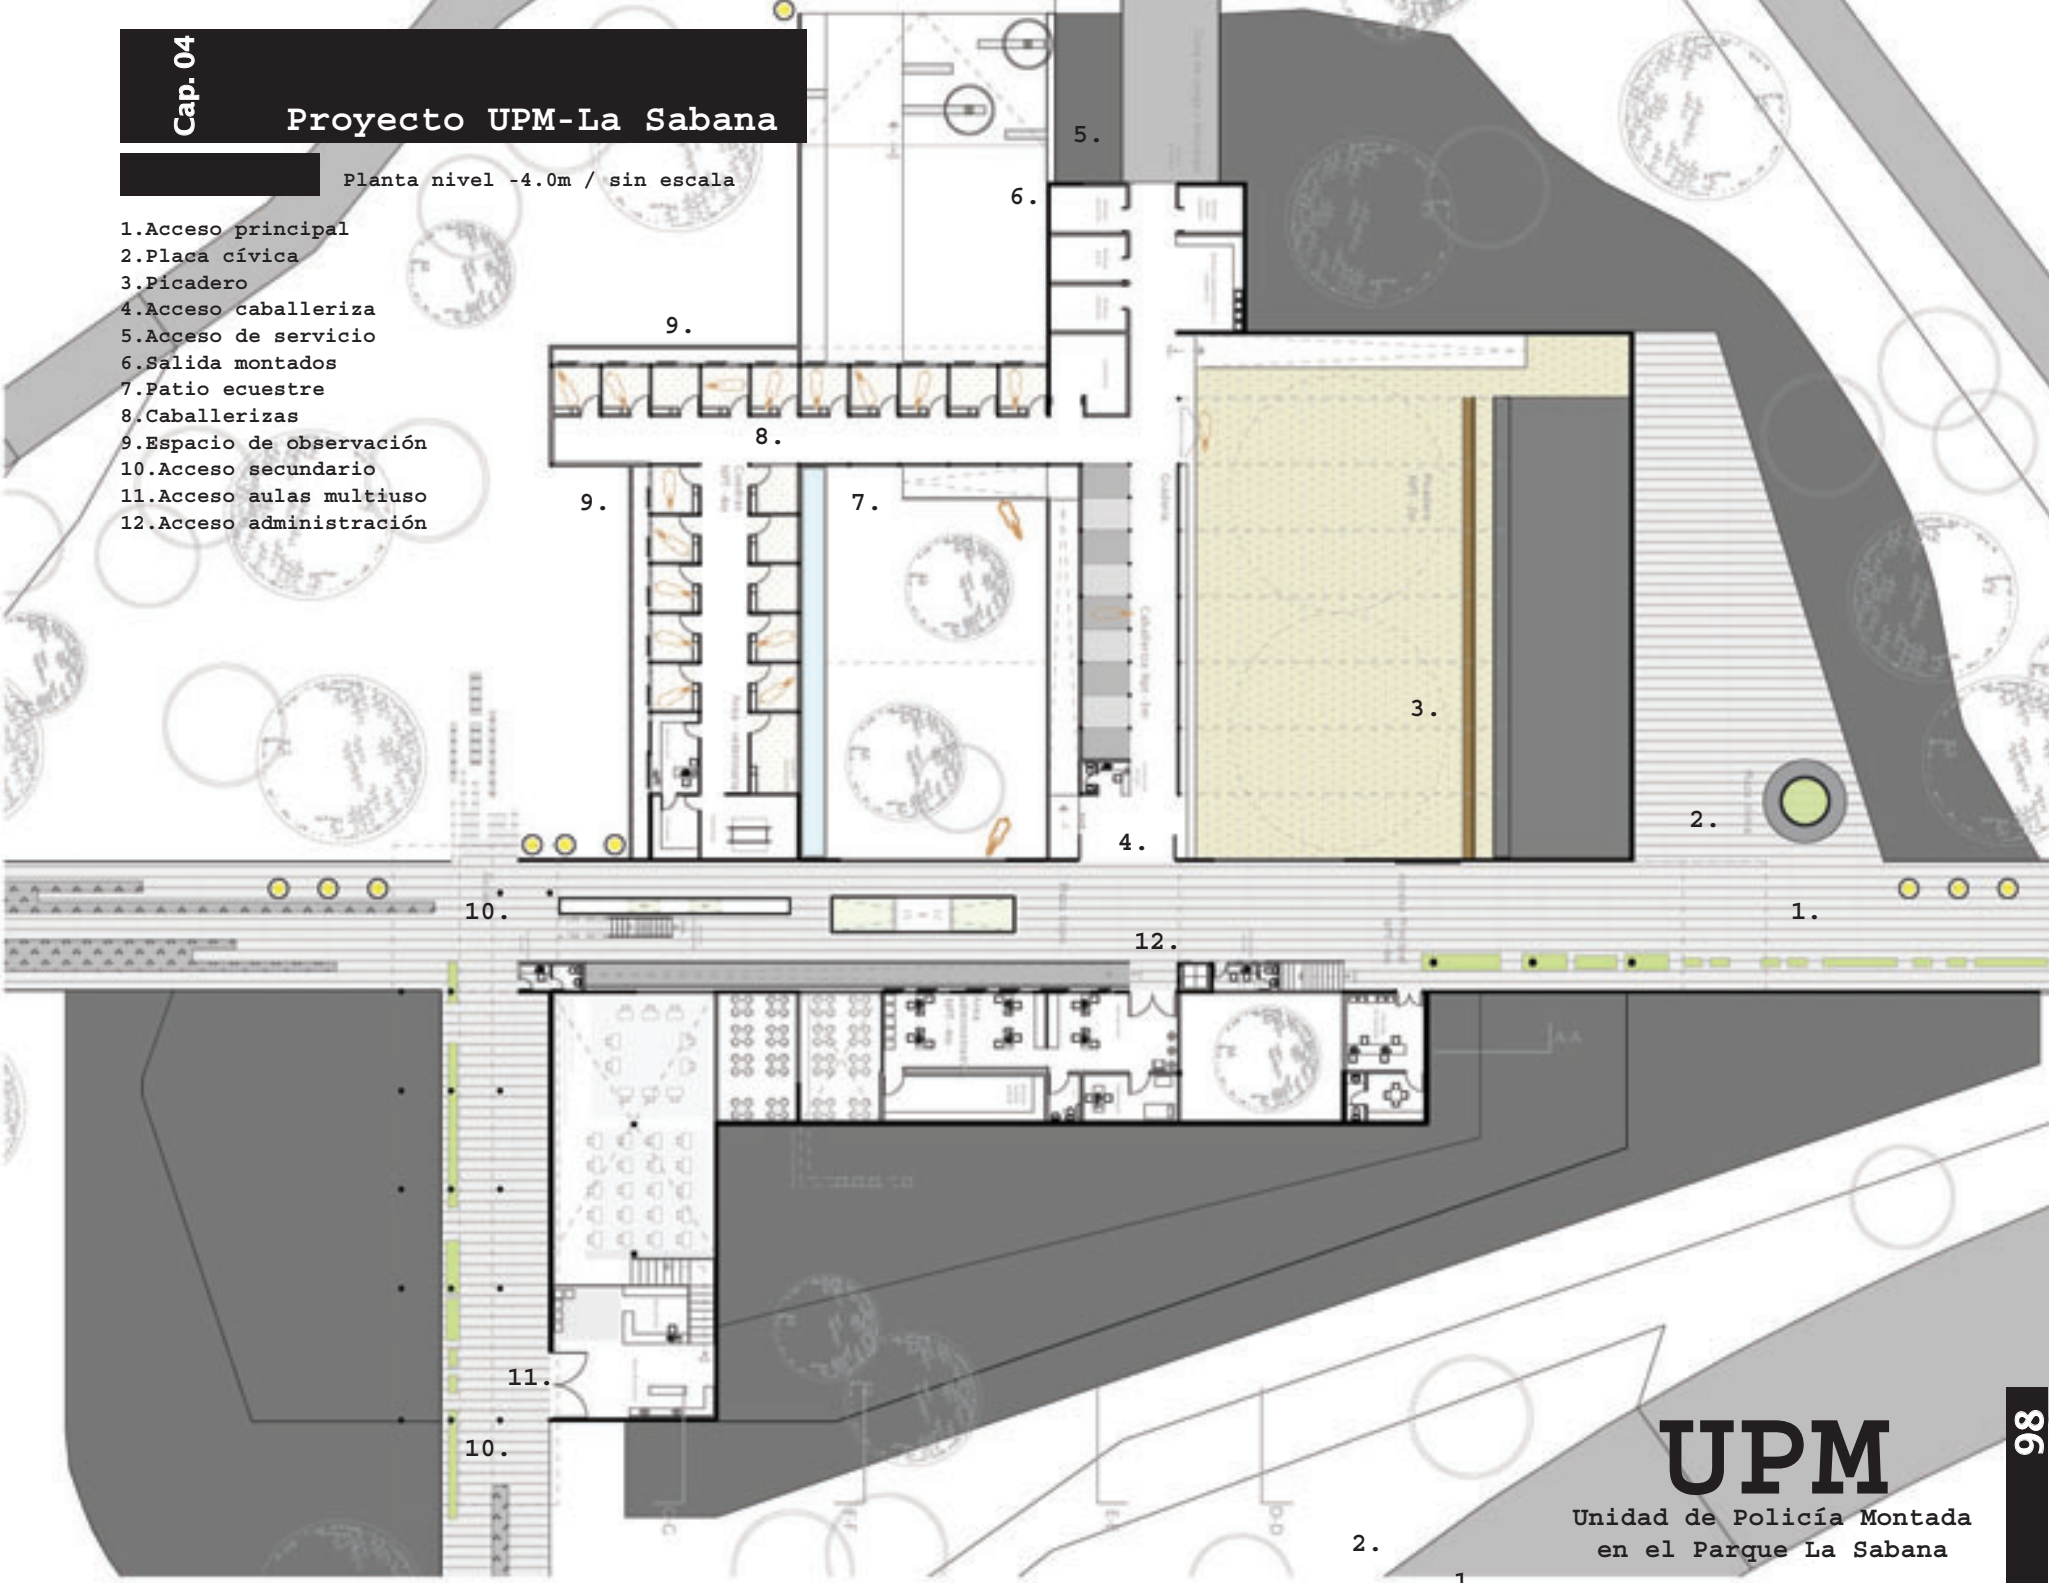 Cap. 04
Proyecto UPM-La Sabana
Planta nivel -4.0m / sin escala
1.Acceso principal
2.Placa cívica
3.Picadero
4.Acceso caballeriza
5.Acceso de servicio
6.Salida montados
7.Patio ecuestre
8.Caballerizas
9.Espacio de observación
10.Acceso secundario
11.Acceso aulas multiuso
12.Acceso administración
5.
6.
9.
8.
9.
7.
3.
2.
4.
10.
1.
12.
A-A
11.
10.
E-E
D-D
2.
1
UPM
Unidad de Policía Montada
en el Parque La Sabana
98